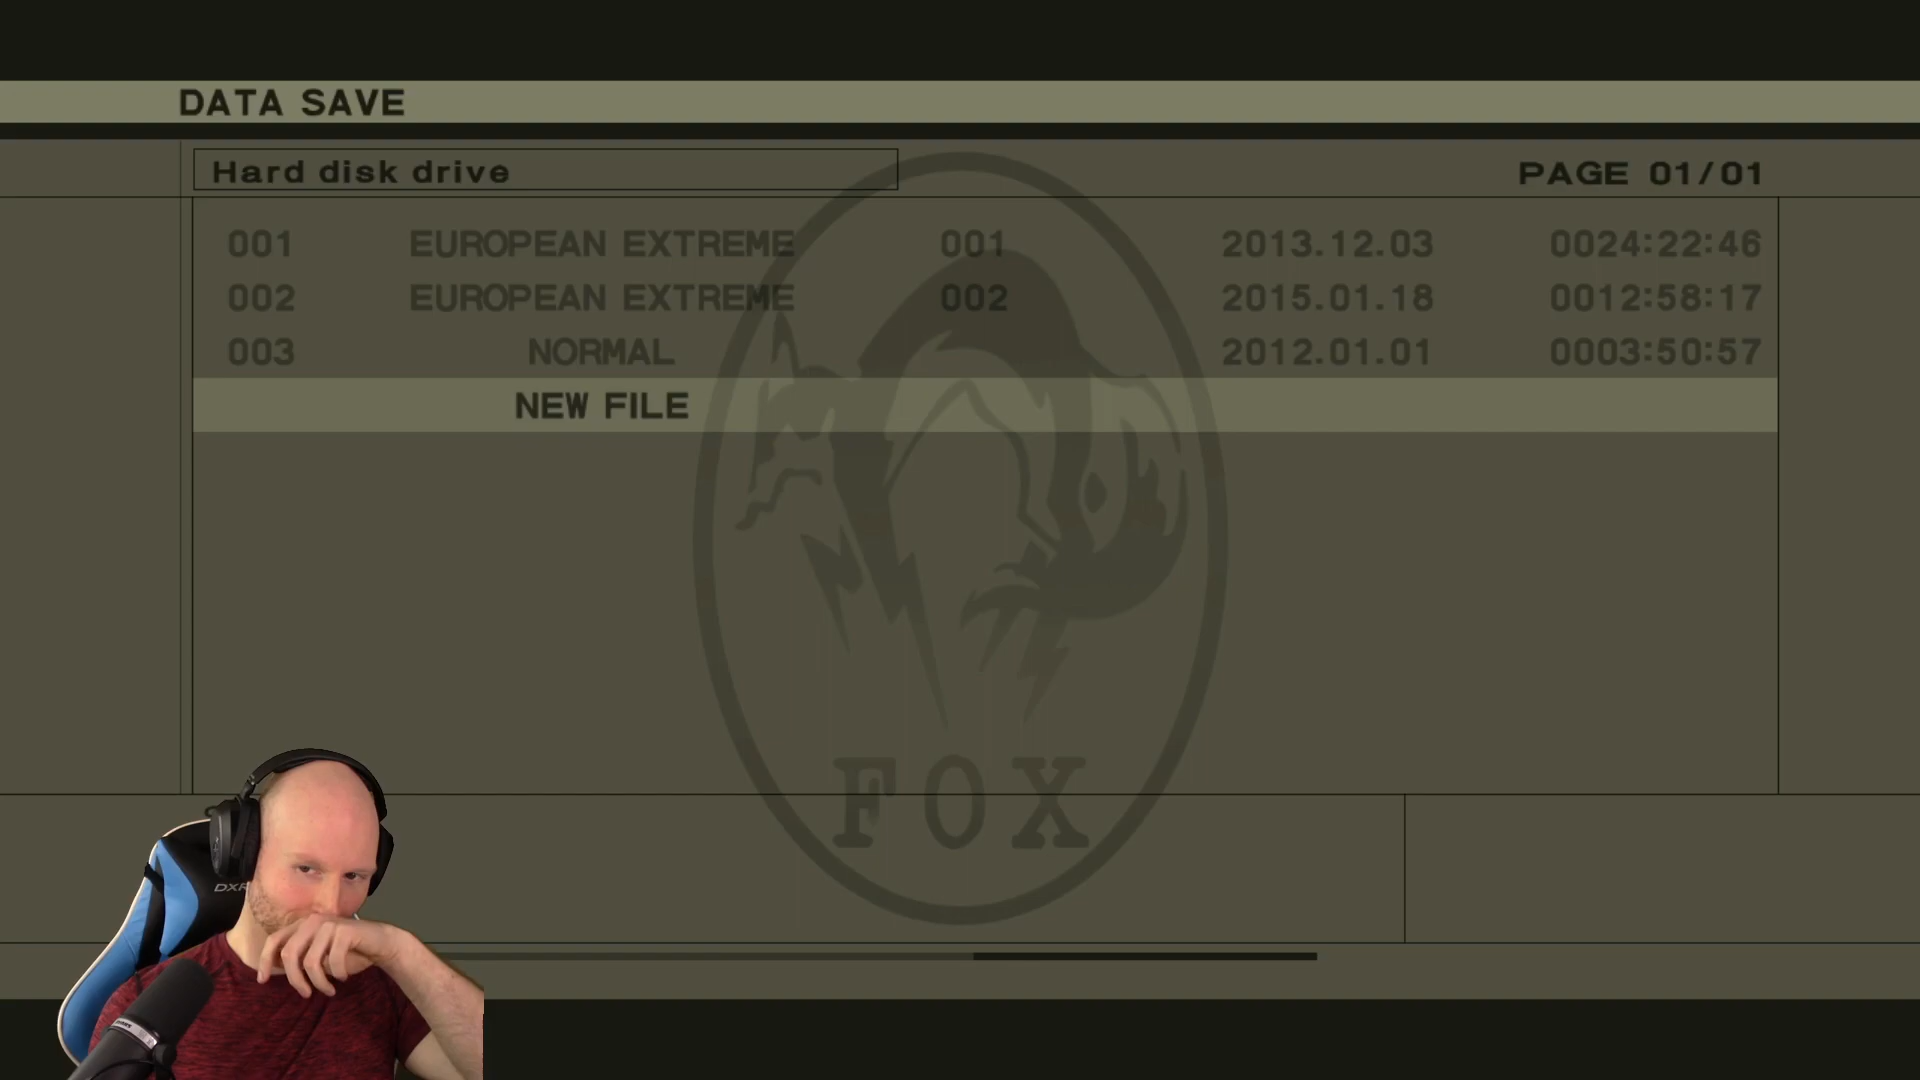 DATA SAVE
Hard disk drive PAGE 01/01
001 EUROPEAN EXTREME 001 2013.12.03 0024:22:46
002 EUROPEAN EXTREME 002 2015.01.18 0012:58:17
003 NORMAL 2012.01.01 0003:50:57
NEW FILE
FOX